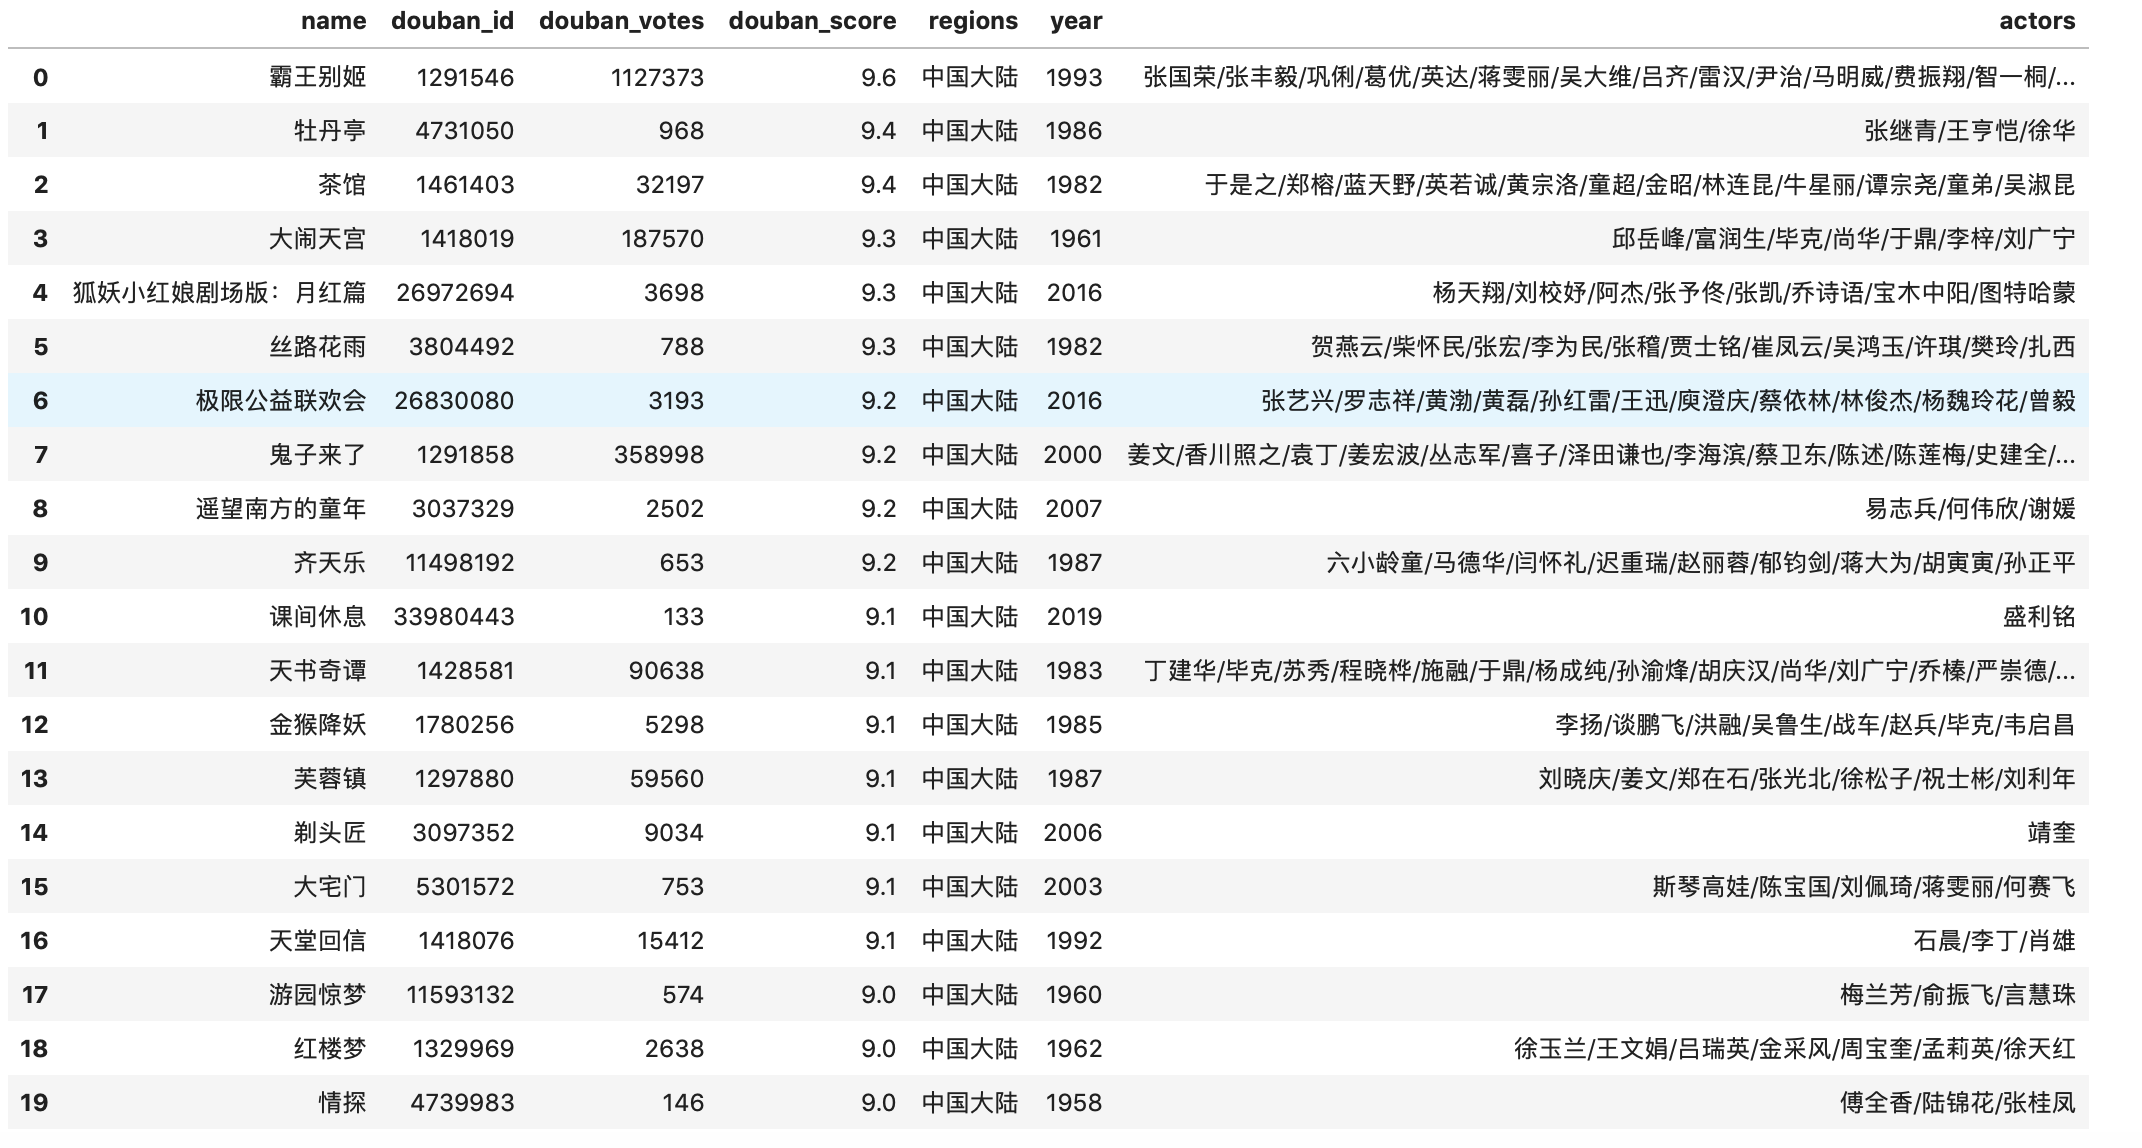 name douban_id douban_votes douban_score regions year actors
0 霸王别姬 1291546 1127373 9.6 中国大陆 1993 张国荣/张丰毅/巩俐/葛优/英达/蒋雯丽/吴大维/吕齐/雷汉/尹治/马明威/费振翔/智一桐/...
1 牡丹亭 4731050 968 9.4 中国大陆 1986 张继青/王亨恺/徐华
2 茶馆 1461403 32197 9.4 中国大陆 1982 于是之/郑榕/蓝天野/英若诚/黄宗洛/童超/金昭/林连昆/牛星丽/谭宗尧/童弟/吴淑昆
3 大闹天宫 1418019 187570 9.3 中国大陆 1961 邱岳峰/富润生/毕克/尚华/于鼎/李梓/刘广宁
4 狐妖小红娘剧场版：月红篇 26972694 3698 9.3 中国大陆 2016 杨天翔/刘校妤/阿杰/张予佟/张凯/乔诗语/宝木中阳/图特哈蒙
5 丝路花雨 3804492 788 9.3 中国大陆 1982 贺燕云/柴怀民/张宏/李为民/张稽/贾士铭/崔凤云/吴鸿玉/许琪/樊玲/扎西
6 极限公益联欢会 26830080 3193 9.2 中国大陆 2016 张艺兴/罗志祥/黄渤/黄磊/孙红雷/王迅/庾澄庆/蔡依林/林俊杰/杨魏玲花/曾毅
7 鬼子来了 1291858 358998 9.2 中国大陆 2000 姜文/香川照之/袁丁/姜宏波/丛志军/喜子/泽田谦也/李海滨/蔡卫东/陈述/陈莲梅/史建全/...
8 遥望南方的童年 3037329 2502 9.2 中国大陆 2007 易志兵/何伟欣/谢媛
9 齐天乐 11498192 653 9.2 中国大陆 1987 六小龄童/马德华/闫怀礼/迟重瑞/赵丽蓉/郁钧剑/蒋大为/胡寅寅/孙正平
10 课间休息 33980443 133 9.1 中国大陆 2019 盛利铭
11 天书奇谭 1428581 90638 9.1 中国大陆 1983 丁建华/毕克/苏秀/程晓桦/施融/于鼎/杨成纯/孙渝烽/胡庆汉/尚华/刘广宁/乔榛/严崇德/...
12 金猴降妖 1780256 5298 9.1 中国大陆 1985 李扬/谈鹏飞/洪融/吴鲁生/战车/赵兵/毕克/韦启昌
13 芙蓉镇 1297880 59560 9.1 中国大陆 1987 刘晓庆/姜文/郑在石/张光北/徐松子/祝士彬/刘利年
14 剃头匠 3097352 9034 9.1 中国大陆 2006 靖奎
15 大宅门 5301572 753 9.1 中国大陆 2003 斯琴高娃/陈宝国/刘佩琦/蒋雯丽/何赛飞
16 天堂回信 1418076 15412 9.1 中国大陆 1992 石晨/李丁/肖雄
17 游园惊梦 11593132 574 9.0 中国大陆 1960 梅兰芳/俞振飞/言慧珠
18 红楼梦 1329969 2638 9.0 中国大陆 1962 徐玉兰/王文娟/吕瑞英/金采风/周宝奎/孟莉英/徐天红
19 情探 4739983 146 9.0 中国大陆 1958 傅全香/陆锦花/张桂凤